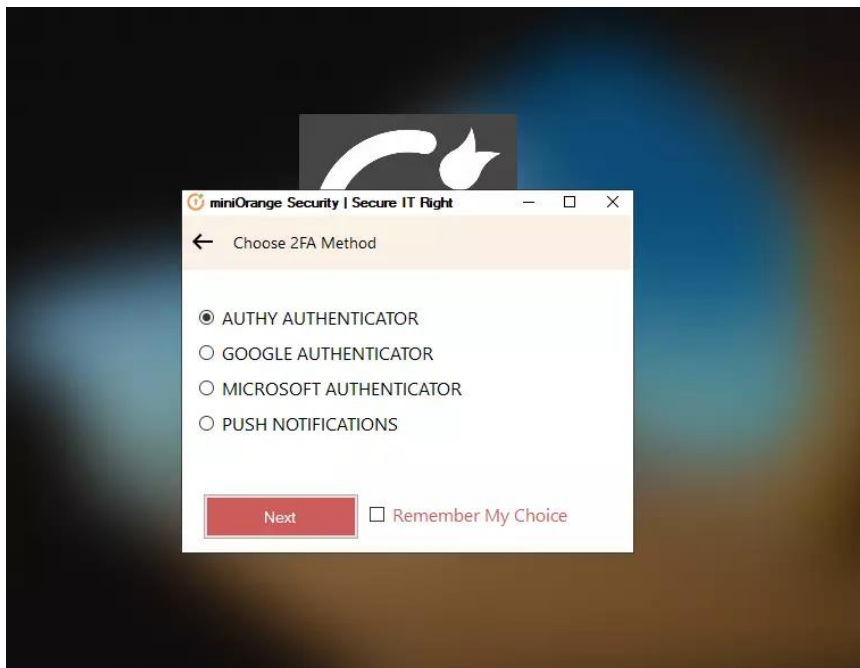 miniOrange Security | Secure IT Right
Choose 2FA Method
AUTHY AUTHENTICATOR
GOOGLE AUTHENTICATOR
MICROSOFT AUTHENTICATOR
PUSH NOTIFICATIONS
Next
Remember My Choice